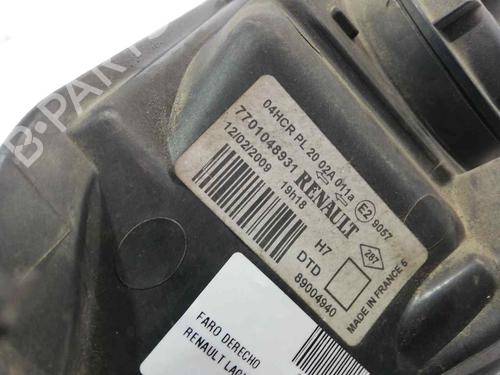 04HCR PL 20 02A 011a
E2 9057
7701048931
12/02/2009 19h18
RENAULT
H7
DTD
89004940
287
MADE IN FRANCE 5
FARO DERECHO
RENAULT
B-Parts